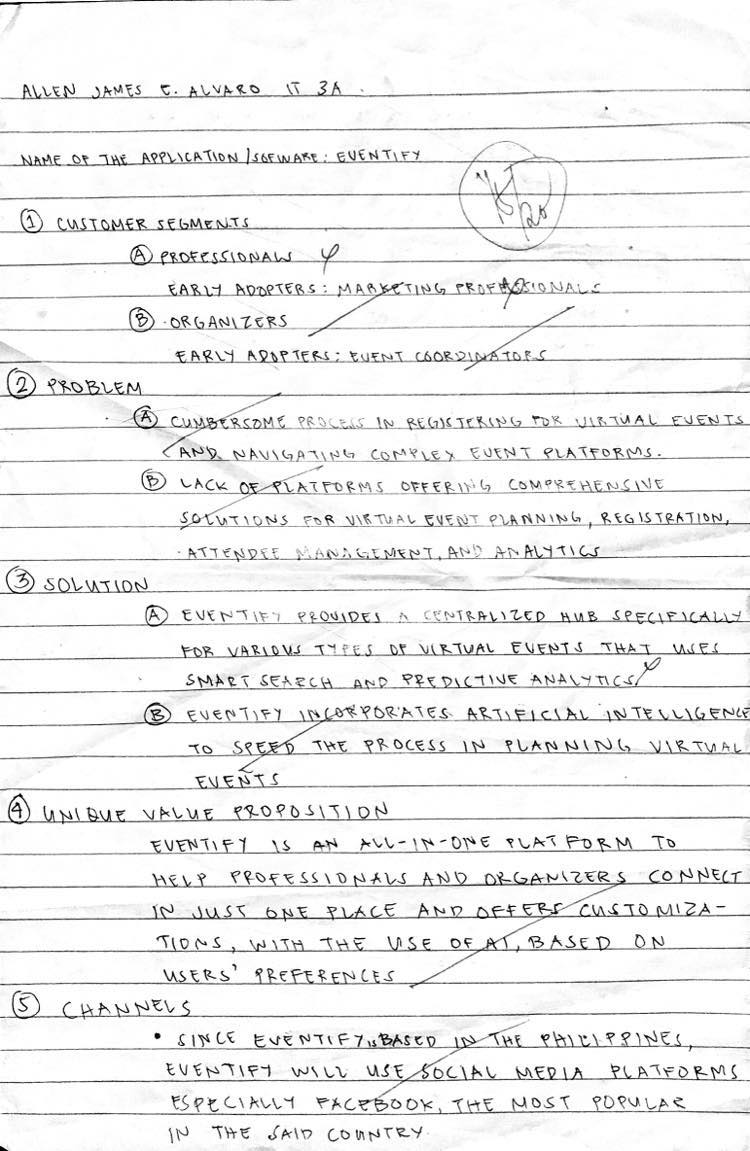 ALLEN JAMES E. ALVARO IT 3A
NAME OF THE APPLICATION/SOFWARE: EVENTIFY
① CUSTOMER SEGMENTS
Ⓐ PROFESSIONALS
EARLY ADOPTERS: MARKETING PROFESSIONALS
Ⓑ ORGANIZERS
EARLY ADOPTERS: EVENT COORDINATORS
② PROBLEM
Ⓐ CUMBERSOME PROCESS IN REGISTERING FOR VIRTUAL EVENTS
AND NAVIGATING COMPLEX EVENT PLATFORMS.
Ⓑ LACK OF PLATFORMS OFFERING COMPREHENSIVE
SOLUTIONS FOR VIRTUAL EVENT PLANNING, REGISTRATION,
ATTENDEE MANAGEMENT, AND ANALYTICS
③ SOLUTION
Ⓐ EVENTIFY PROVIDES A CENTRALIZED HUB SPECIFICALLY
FOR VARIOUS TYPES OF VIRTUAL EVENTS THAT USES
SMART SEARCH AND PREDICTIVE ANALYTICS.
Ⓑ EVENTIFY INCORPORATES ARTIFICIAL INTELLIGENCE
TO SPEED THE PROCESS IN PLANNING VIRTUAL
EVENTS
④ UNIQUE VALUE PROPOSITION
EVENTIFY IS AN ALL-IN-ONE PLATFORM TO
HELP PROFESSIONALS AND ORGANIZERS CONNECT
IN JUST ONE PLACE AND OFFERS CUSTOMIZA-
TIONS, WITH THE USE OF AI, BASED ON
USERS' PREFERENCES
⑤ CHANNELS
• SINCE EVENTIFY IS BASED IN THE PHILIPPINES,
EVENTIFY WILL USE SOCIAL MEDIA PLATFORMS
ESPECIALLY FACEBOOK, THE MOST POPULAR
IN THE SAID COUNTRY.